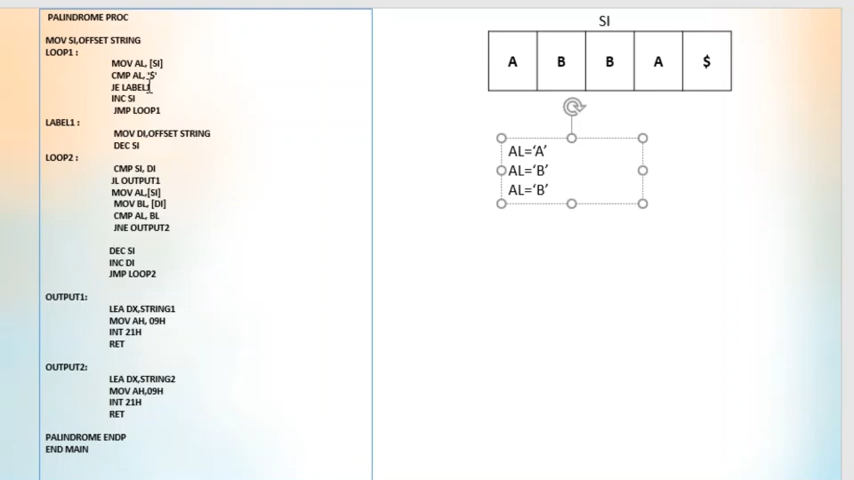 PALINDROME PROC
MOV SI,OFFSET STRING
LOOP1 :
MOV AL, [SI]
CMP AL, '$'
JE LABEL1
INC SI
JMP LOOP1
LABEL1 :
MOV DI,OFFSET STRING
DEC SI
LOOP2 :
CMP SI, DI
JL OUTPUT1
MOV AL,[SI]
MOV BL, [DI]
CMP AL, BL
JNE OUTPUT2
DEC SI
INC DI
JMP LOOP2
OUTPUT1:
LEA DX,STRING1
MOV AH, 09H
INT 21H
RET
OUTPUT2:
LEA DX,STRING2
MOV AH,09H
INT 21H
RET
PALINDROME ENDP
END MAIN
SI
A B B A $
AL=‘A’
AL=‘B’
AL=‘B’